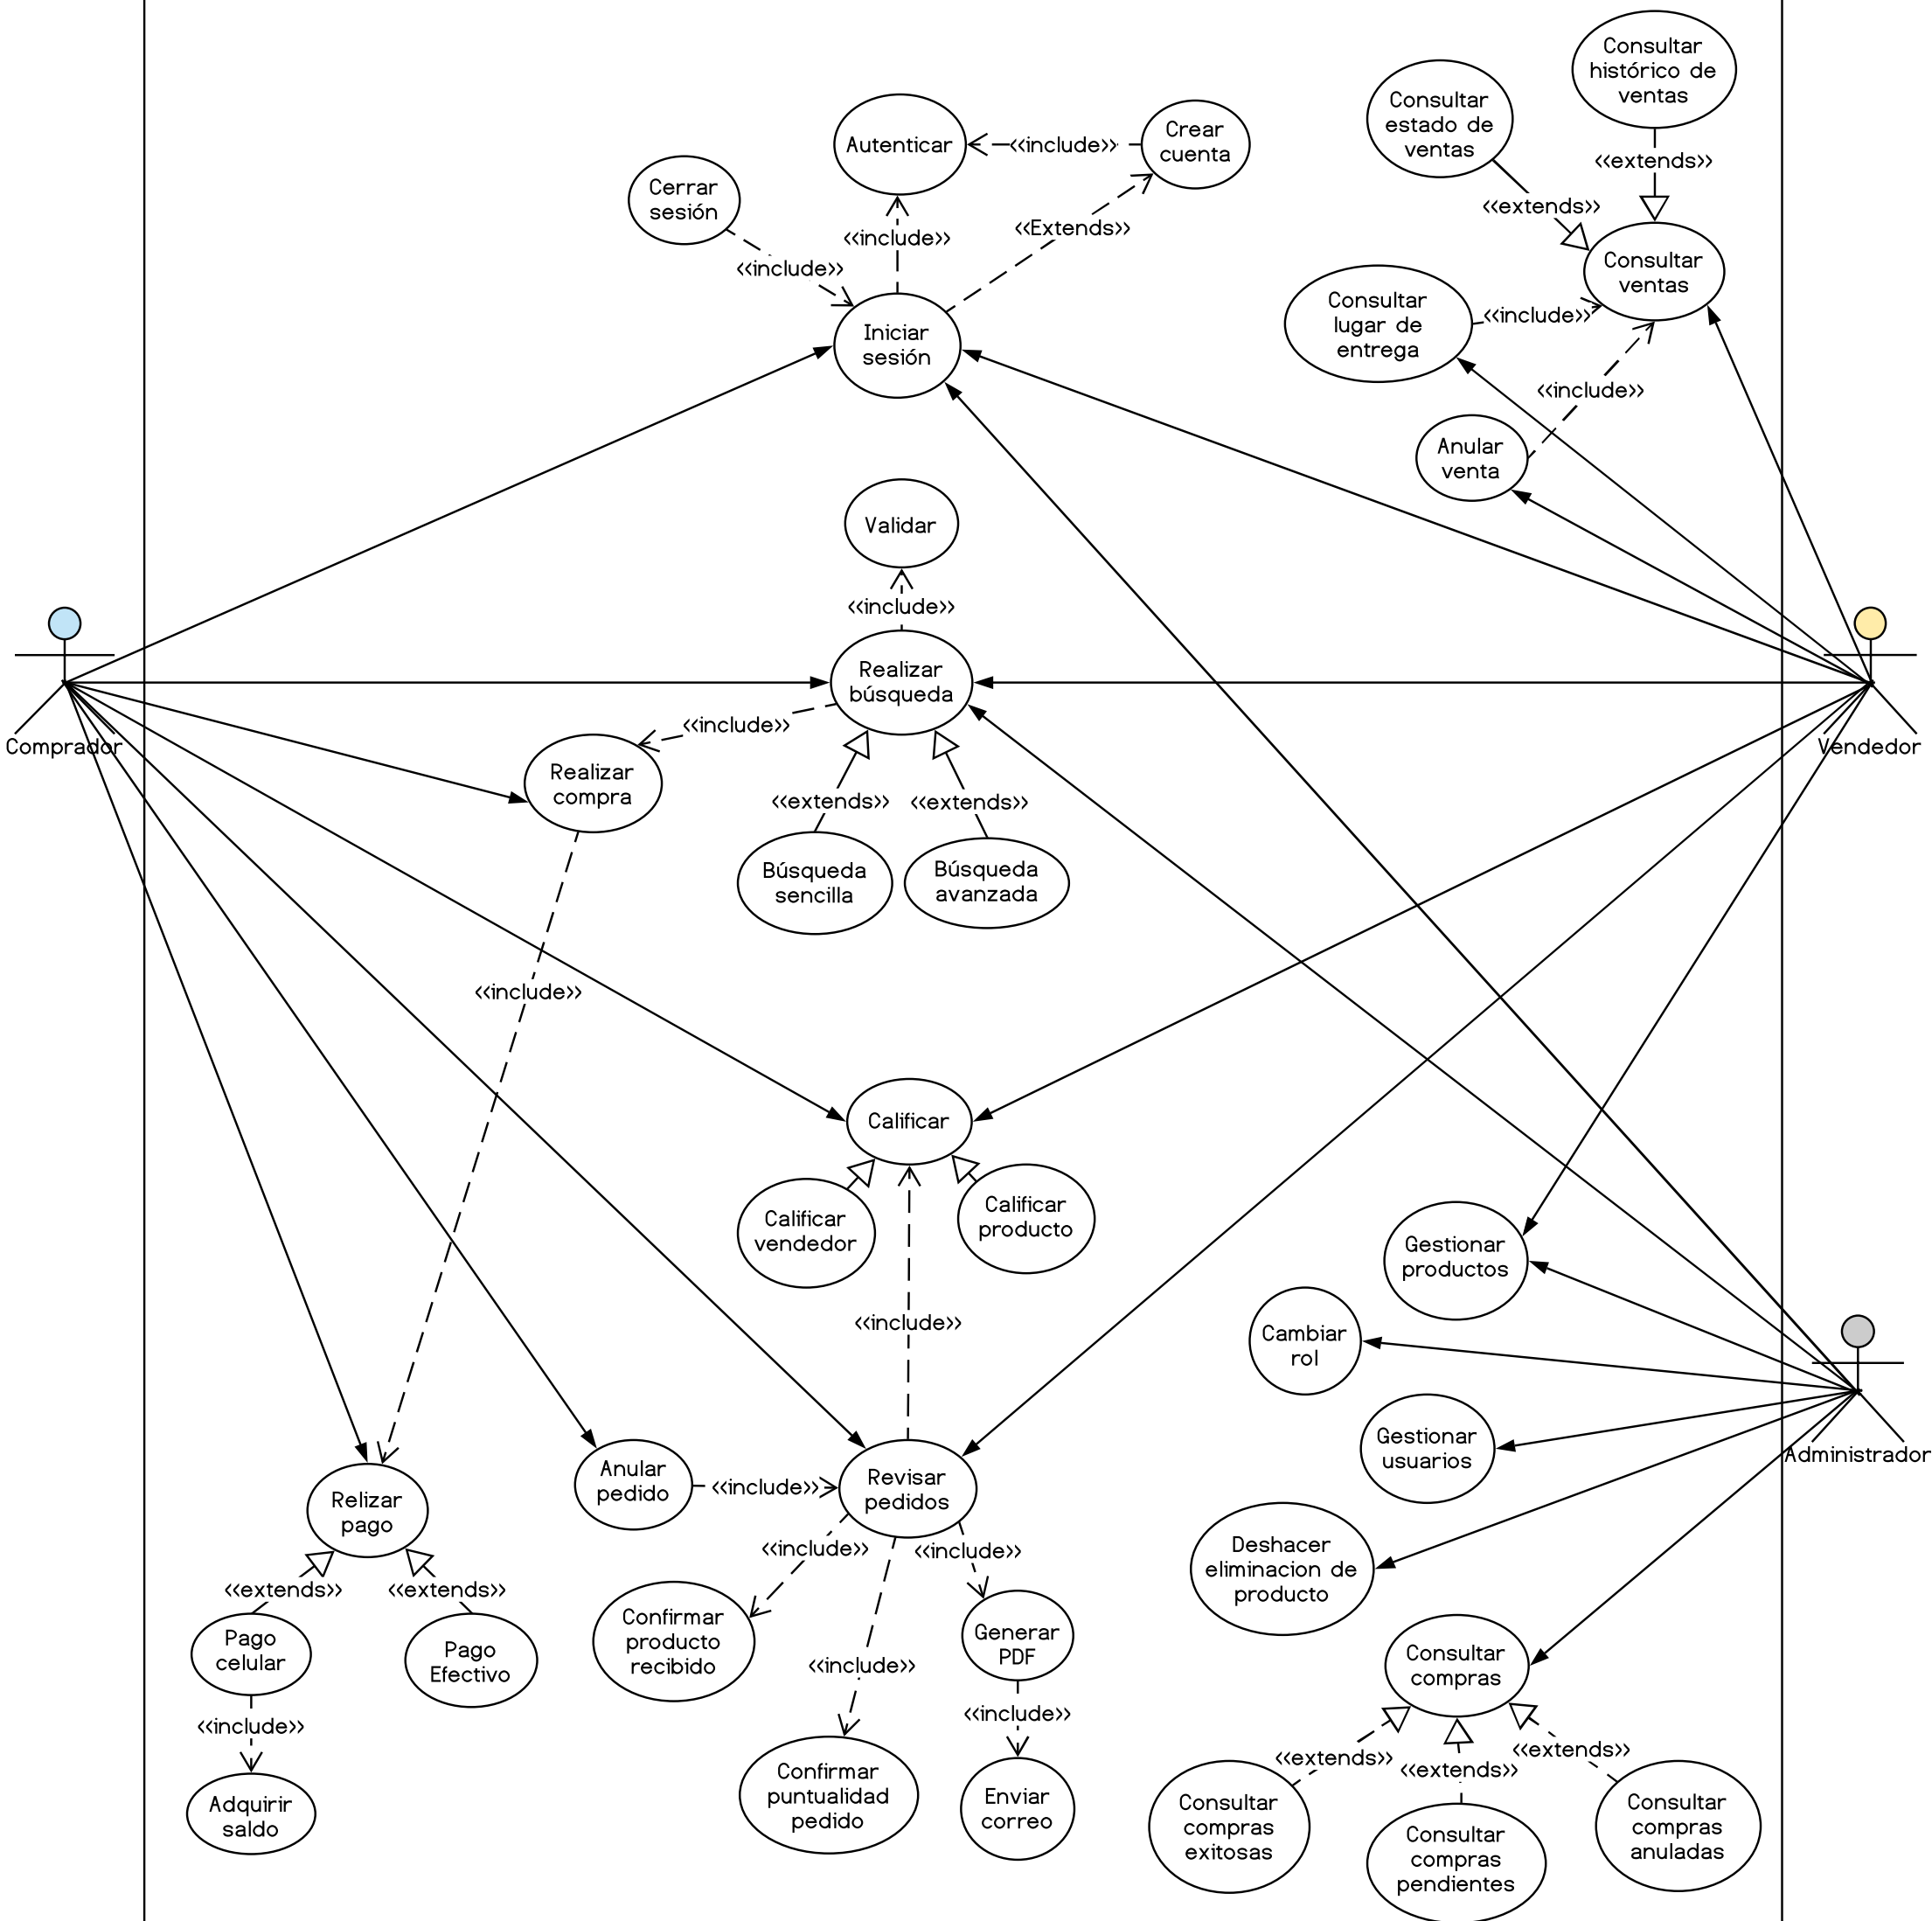 Consultar
histórico de
ventas
Consultar
estado de
ventas
<<extends>>
<<extends>>
Autenticar
<<include>>
Crear
cuenta
Cerrar
sesión
<<include>>
<<Extends>>
<<include>>
Consultar
ventas
Consultar
lugar de
entrega
<<include>>
Iniciar
sesión
<<include>>
Anular
venta
Validar
<<include>>
Realizar
búsqueda
<<include>>
Comprador
Vendedor
Realizar
compra
<<extends>>
<<extends>>
Búsqueda
sencilla
Búsqueda
avanzada
<<include>>
Calificar
Calificar
vendedor
Calificar
producto
Gestionar
productos
<<include>>
Cambiar
rol
Gestionar
usuarios
Administrador
Anular
pedido
<<include>>
Revisar
pedidos
Relizar
pago
<<include>>
<<include>>
Deshacer
eliminacion de
producto
<<extends>>
<<extends>>
Pago
celular
Pago
Efectivo
Confirmar
producto
recibido
Generar
PDF
<<include>>
Consultar
compras
<<include>>
<<include>>
<<extends>>
<<extends>>
<<extends>>
Adquirir
saldo
Confirmar
puntualidad
pedido
Enviar
correo
Consultar
compras
exitosas
Consultar
compras
pendientes
Consultar
compras
anuladas